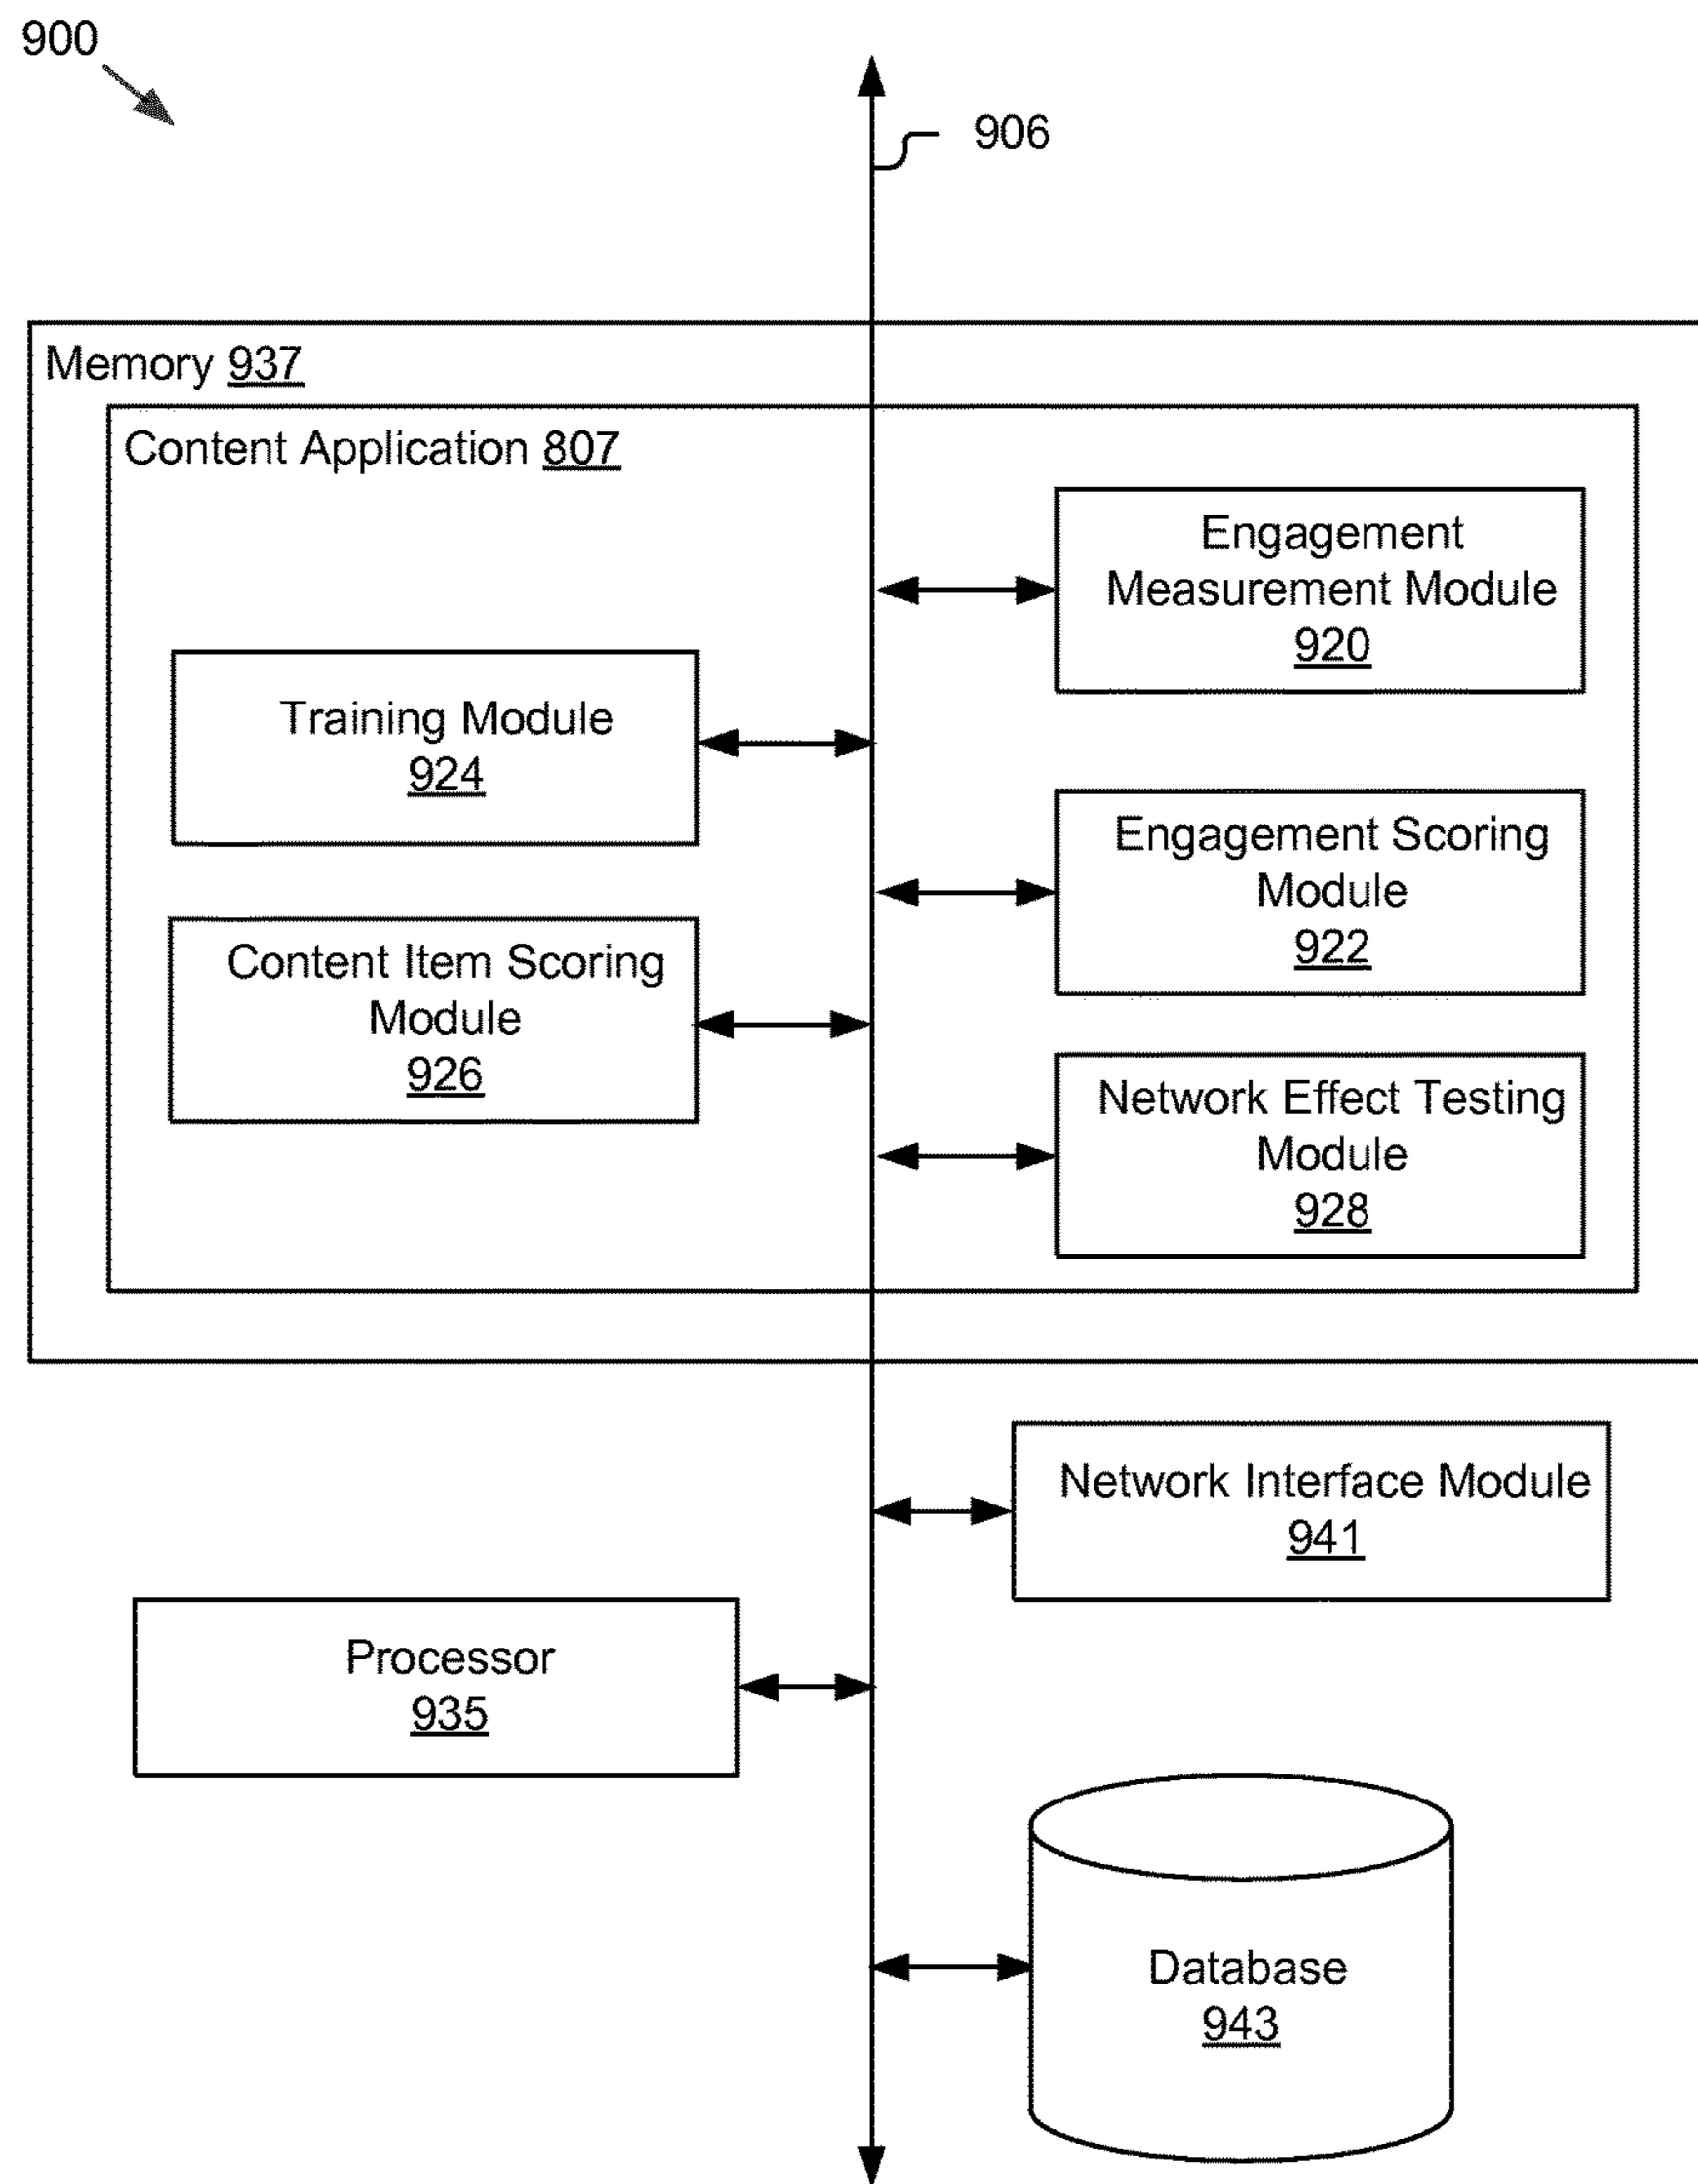 900
906
Memory 937
Content Application 807
Engagement
Measurement Module
920
Training Module
924
Engagement Scoring
Module
922
Content Item Scoring
Module
926
Network Effect Testing
Module
928
Network Interface Module
941
Processor
935
Database
943